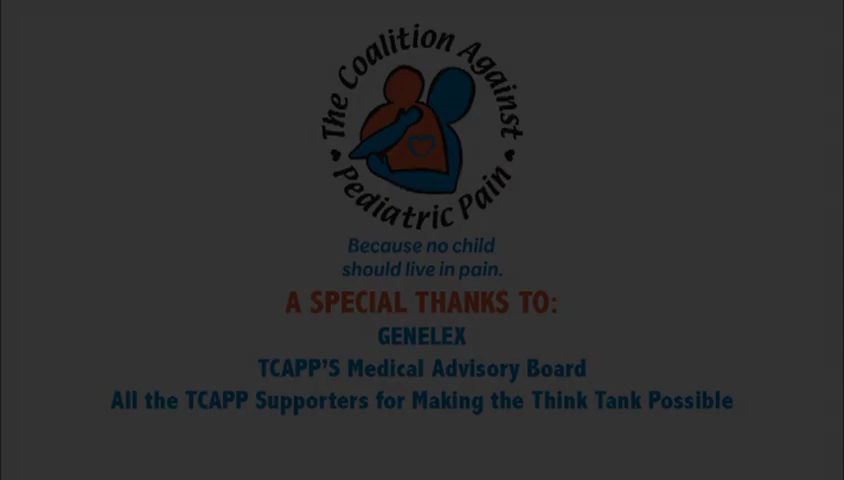 The Coalition Against
Pediatric Pain
Because no child
should live in pain.
A SPECIAL THANKS TO:
GENELEX
TCAPP'S Medical Advisory Board
All the TCAPP Supporters for Making the Think Tank Possible